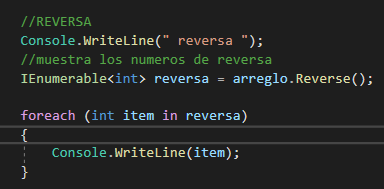 //REVERSA
Console.WriteLine(" reversa ");
//muestra los numeros de reversa
IEnumerable<int> reversa = arreglo.Reverse();
foreach (int item in reversa)
{
Console.WriteLine(item);
}